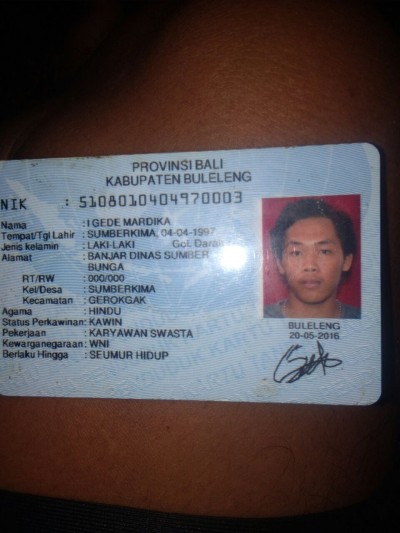 PROVINSI BALI
KABUPATEN BULELENG
NIK : 5108010404970003
Nama : I GEDE MARDIKA
Tempat/Tgl Lahir : SUMBERKIMA, 04-04-1997
Jenis kelamin : LAKI-LAKI Gol. Darah
Alamat : BANJAR DINAS SUMBER
BUNGA
RT/RW : 000/000
Kel/Desa : SUMBERKIMA
Kecamatan : GEROKGAK
Agama : HINDU
Status Perkawinan: KAWIN
Pekerjaan : KARYAWAN SWASTA
Kewarganegaraan: WNI
Berlaku Hingga : SEUMUR HIDUP
BULELENG
20-05-2016